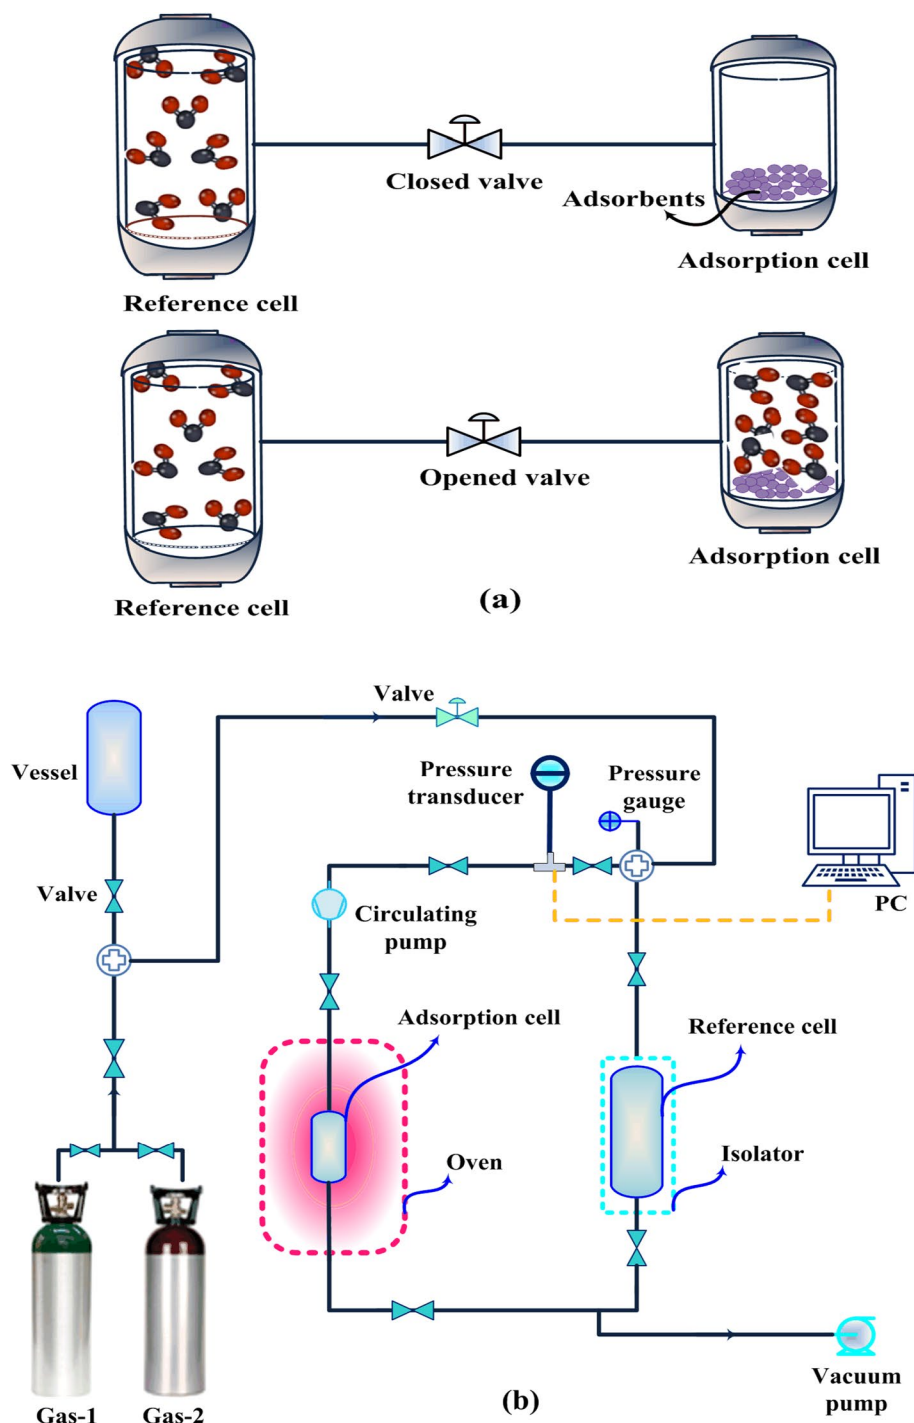 Closed valve
Adsorbents
Adsorption cell
Reference cell
Opened valve
Adsorption cell
Reference cell
(a)
Valve
Vessel
Pressure
transducer
Pressure
gauge
Valve
PC
Circulating
pump
Adsorption cell
Reference cell
Oven
Isolator
Vacuum
pump
Gas-1
Gas-2
(b)